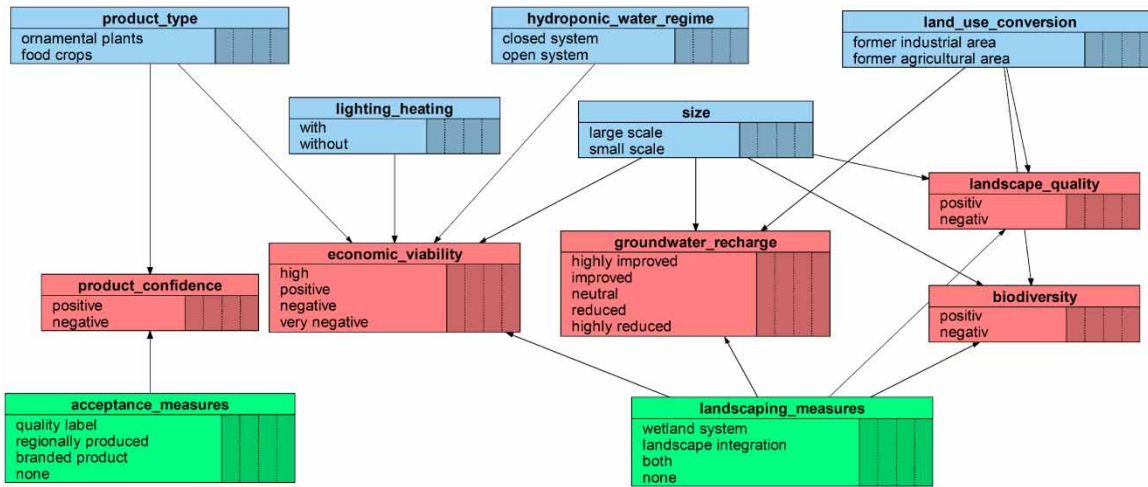 product_type
ornamental plants
food crops
hydroponic_water_regime
closed system
open system
land_use_conversion
former industrial area
former agricultural area
lighting_heating
with
without
size
large scale
small scale
landscape_quality
positiv
negativ
economic_viability
high
positive
negative
very negative
groundwater_recharge
highly improved
improved
neutral
reduced
highly reduced
product_confidence
positive
negative
biodiversity
positiv
negativ
acceptance_measures
quality label
regionally produced
branded product
none
landscaping_measures
wetland system
landscape integration
both
none